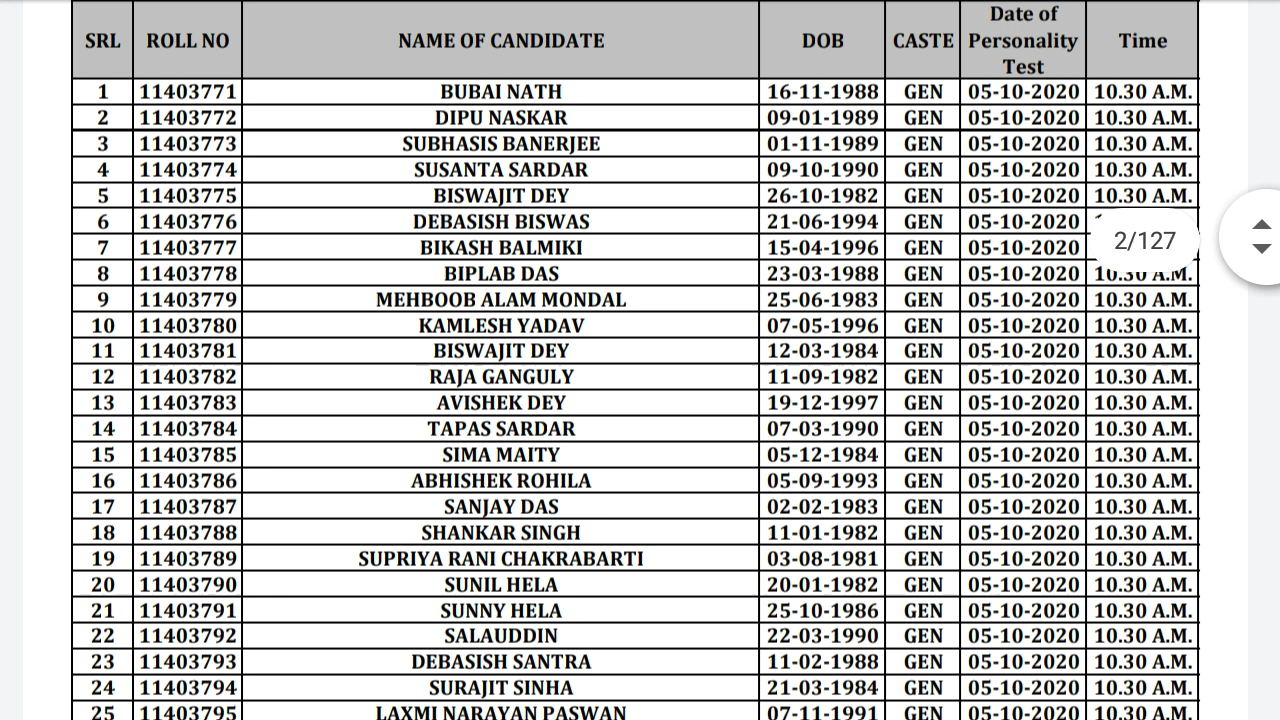 SRL ROLL NO NAME OF CANDIDATE DOB CASTE Date of Personality Test Time
1 11403771 BUBAI NATH 16-11-1988 GEN 05-10-2020 10.30 A.M.
2 11403772 DIPU NASKAR 09-01-1989 GEN 05-10-2020 10.30 A.M.
3 11403773 SUBHASIS BANERJEE 01-11-1989 GEN 05-10-2020 10.30 A.M.
4 11403774 SUSANTA SARDAR 09-10-1990 GEN 05-10-2020 10.30 A.M.
5 11403775 BISWAJIT DEY 26-10-1982 GEN 05-10-2020 10.30 A.M.
6 11403776 DEBASISH BISWAS 21-06-1994 GEN 05-10-2020
7 11403777 BIKASH BALMIKI 15-04-1996 GEN 05-10-2020
2/127
8 11403778 BIPLAB DAS 23-03-1988 GEN 05-10-2020 10.30 A.M.
9 11403779 MEHBOOB ALAM MONDAL 25-06-1983 GEN 05-10-2020 10.30 A.M.
10 11403780 KAMLESH YADAV 07-05-1996 GEN 05-10-2020 10.30 A.M.
11 11403781 BISWAJIT DEY 12-03-1984 GEN 05-10-2020 10.30 A.M.
12 11403782 RAJA GANGULY 11-09-1982 GEN 05-10-2020 10.30 A.M.
13 11403783 AVISHEK DEY 19-12-1997 GEN 05-10-2020 10.30 A.M.
14 11403784 TAPAS SARDAR 07-03-1990 GEN 05-10-2020 10.30 A.M.
15 11403785 SIMA MAITY 05-12-1984 GEN 05-10-2020 10.30 A.M.
16 11403786 ABHISHEK ROHILA 05-09-1993 GEN 05-10-2020 10.30 A.M.
17 11403787 SANJAY DAS 02-02-1983 GEN 05-10-2020 10.30 A.M.
18 11403788 SHANKAR SINGH 11-01-1982 GEN 05-10-2020 10.30 A.M.
19 11403789 SUPRIYA RANI CHAKRABARTI 03-08-1981 GEN 05-10-2020 10.30 A.M.
20 11403790 SUNIL HELA 20-01-1982 GEN 05-10-2020 10.30 A.M.
21 11403791 SUNNY HELA 25-10-1986 GEN 05-10-2020 10.30 A.M.
22 11403792 SALAUDDIN 22-03-1990 GEN 05-10-2020 10.30 A.M.
23 11403793 DEBASISH SANTRA 11-02-1988 GEN 05-10-2020 10.30 A.M.
24 11403794 SURAJIT SINHA 21-03-1984 GEN 05-10-2020 10.30 A.M.
25 11403795 LAXMI NARAYAN PASWAN 07-11-1991 GEN 05-10-2020 10.30 A.M.